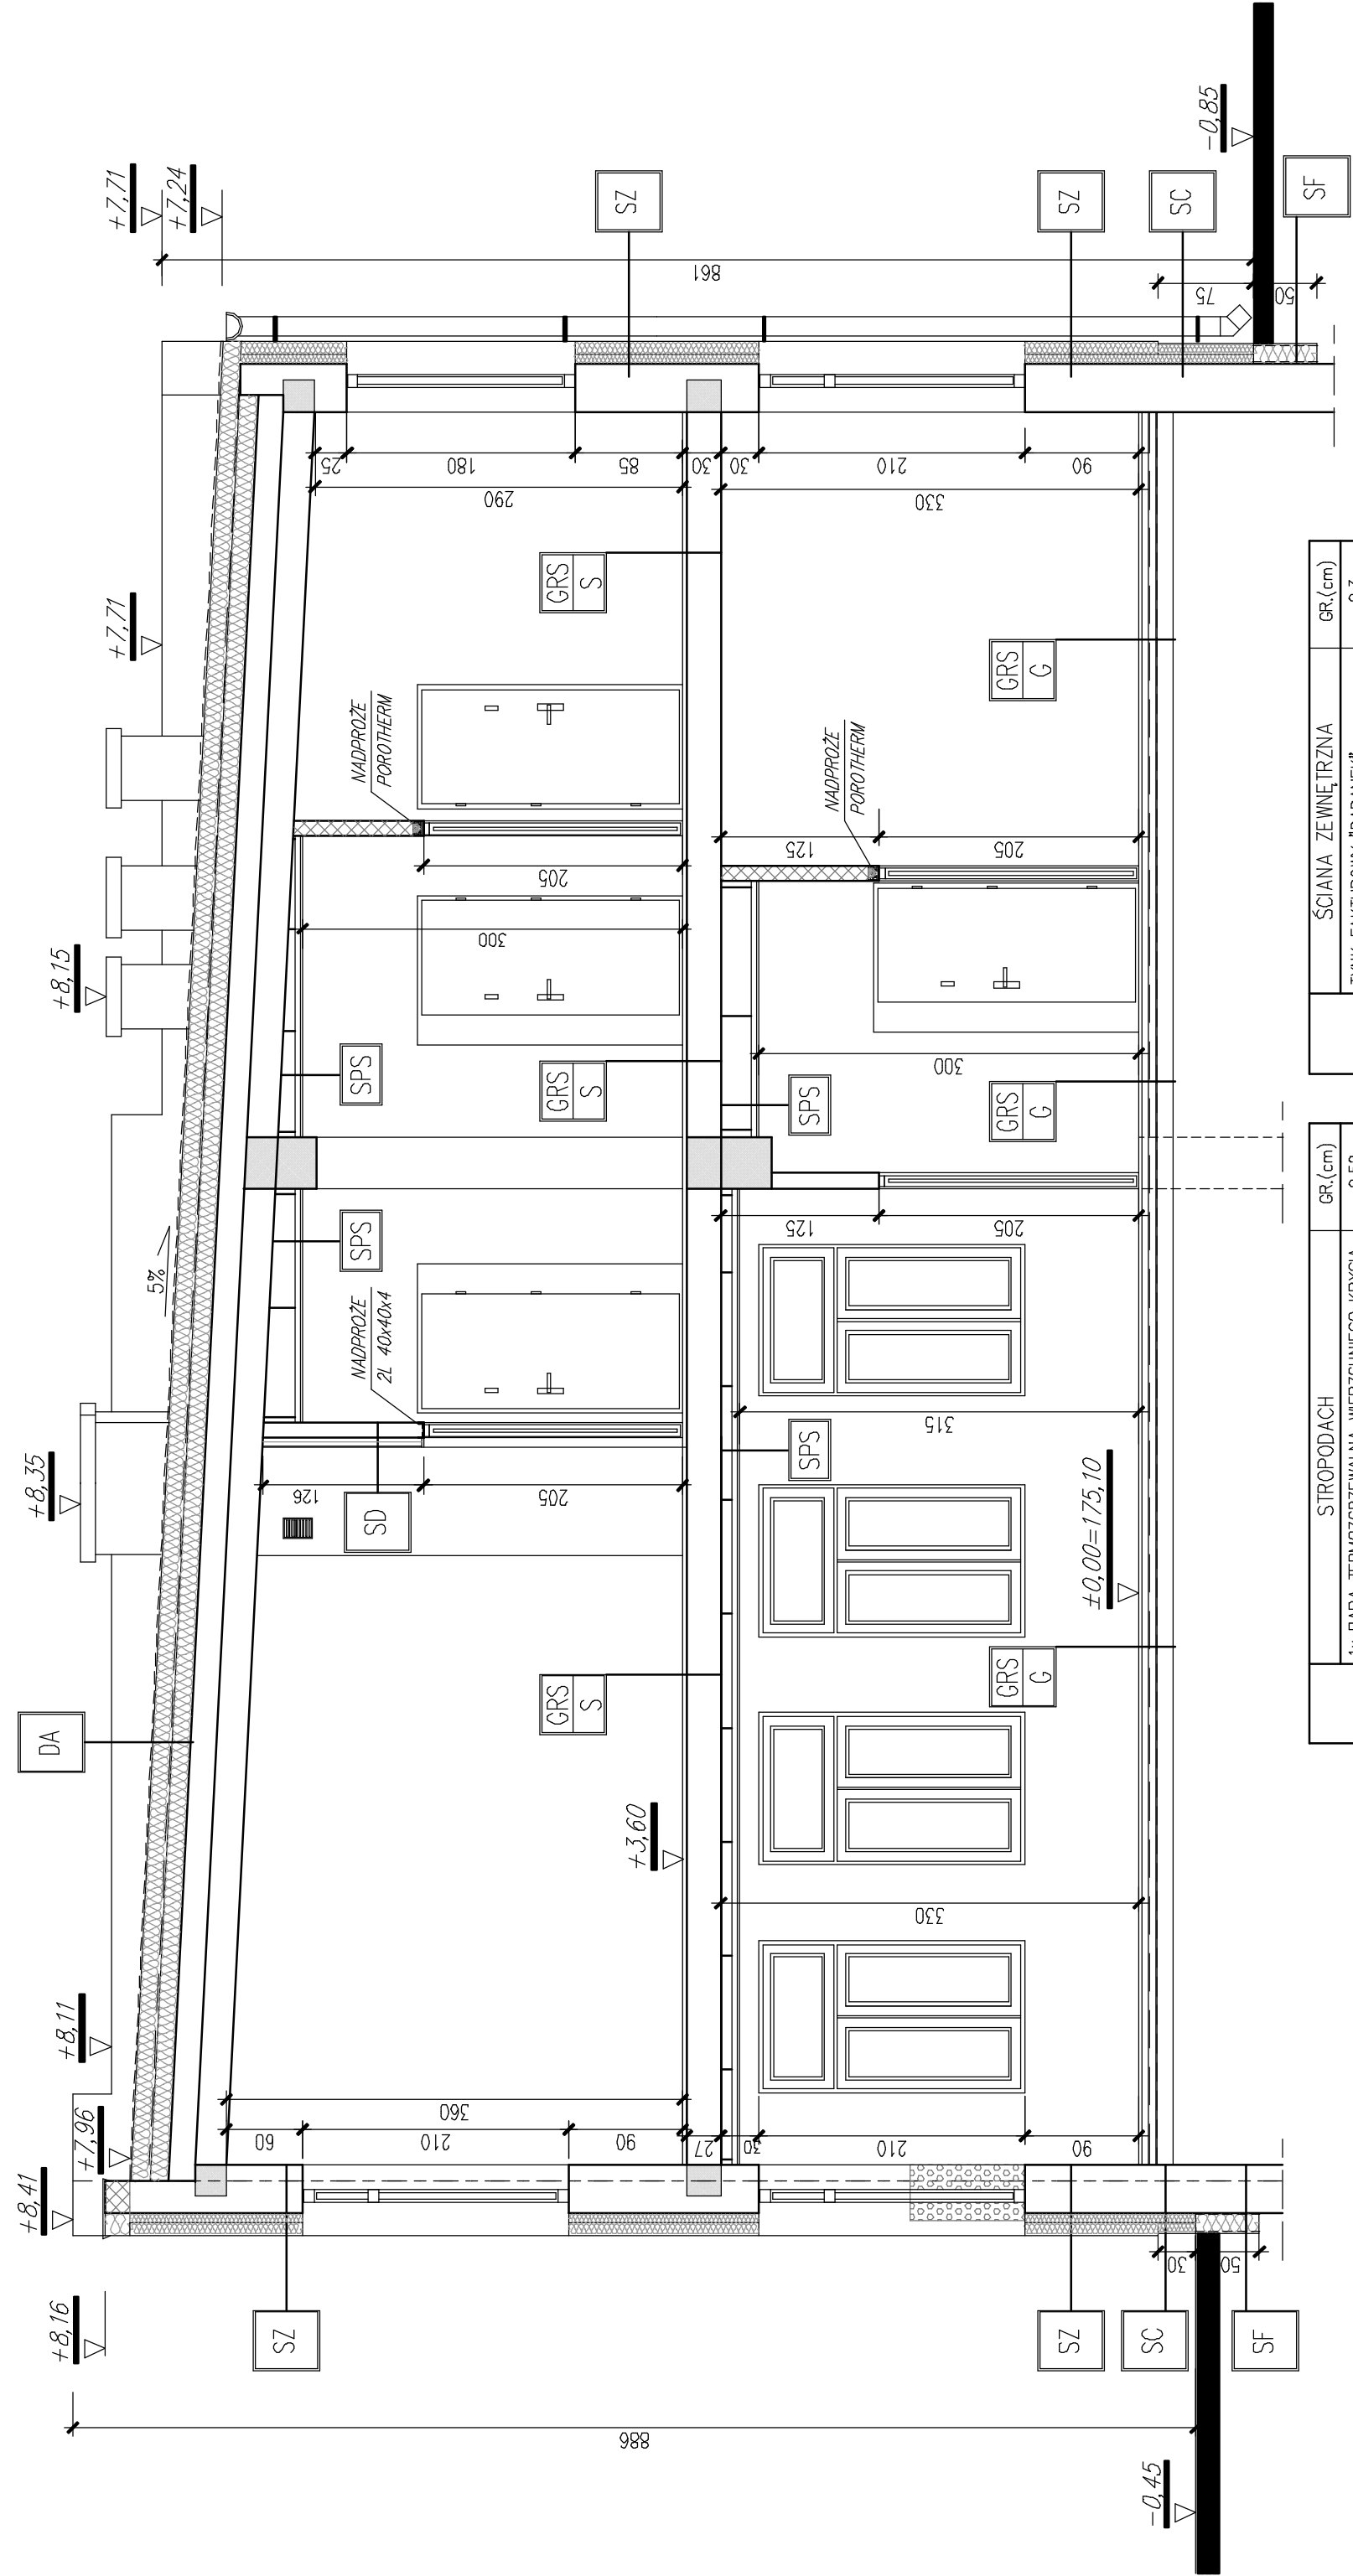 DA
+8,35
+8,15
+7,71
+7,71
+7,24
+8,41
+8,16
+7,96
+8,11
5%
SZ
SZ
SZ
SC
SF
SZ
SC
SF
-0,45
-0,85
886
861
75
50
30
50
60
210
90
27
30
210
90
360
330
+3,60
GRS
S
SD
126
205
NADPROŻE
2L 40x40x4
SPS
SPS
GRS
S
300
205
NADPROŻE
POROTHERM
GRS
S
25
180
85
30
30
210
90
290
330
SPS
315
125
205
SPS
300
125
205
NADPROŻE
POROTHERM
GRS
G
GRS
G
GRS
G
±0,00=175,10
STROPODACH
GR.(cm)
ŚCIANA ZEWNĘTRZNA
GR.(cm)